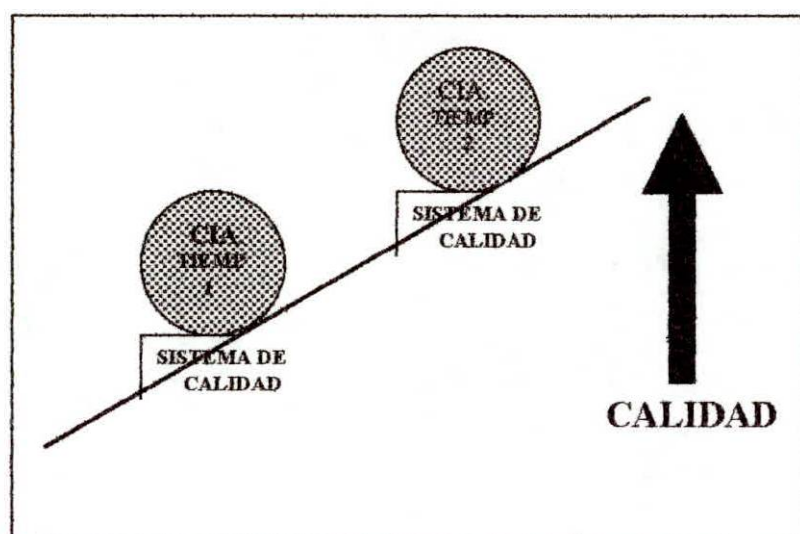 CIA
TIEMP
2
SISTEMA DE
CALIDAD
CIA
TIEMP
1
SISTEMA DE
CALIDAD
CALIDAD